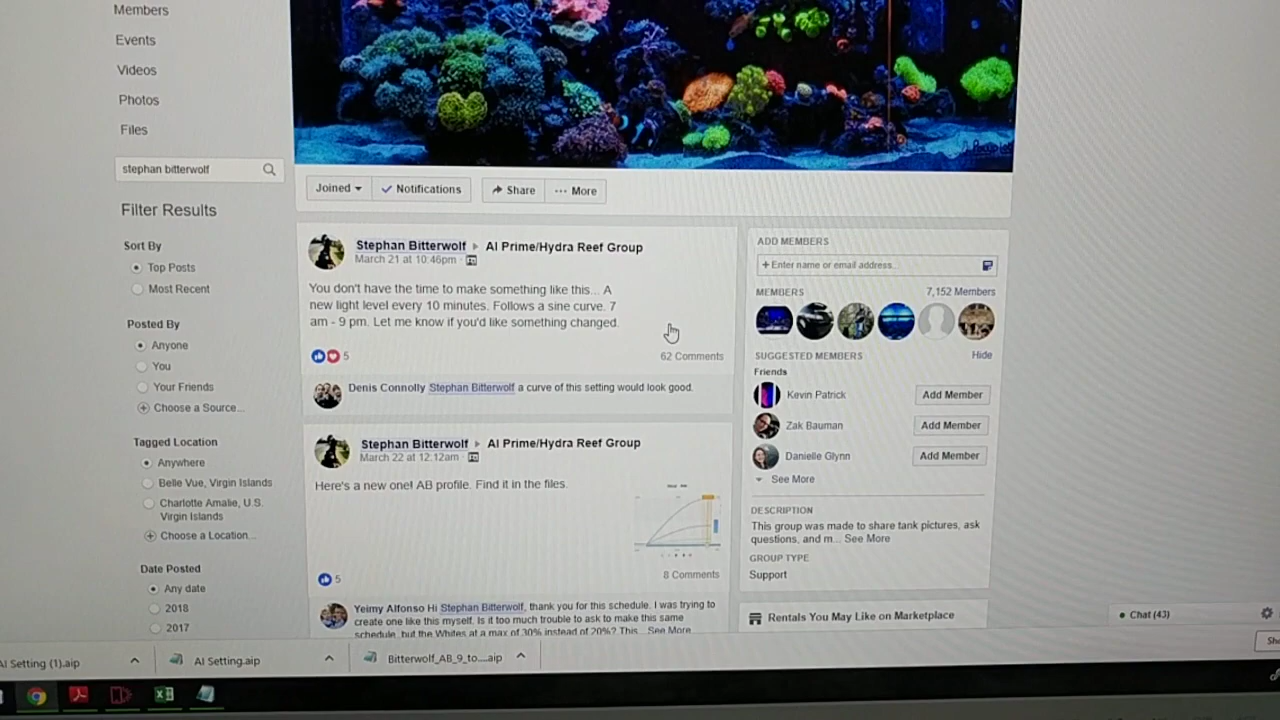 Members
Events
Videos
Photos
Files
stephan bitterwolf
Filter Results
Sort By
Top Posts
Most Recent
Posted By
Anyone
You
Your Friends
Choose a Source...
Tagged Location
Anywhere
Belle Vue, Virgin Islands
Charlotte Amalie, U.S.
Virgin Islands
Choose a Location...
Date Posted
Any date
2018
2017
Joined
Notifications
Share
More
Stephan Bitterwolf AI Prime/Hydra Reef Group
March 21 at 10:46pm
You don't have the time to make something like this... A
new light level every 10 minutes. Follows a sine curve. 7
am - 9 pm. Let me know if you'd like something changed.
5
62 Comments
Denis Connolly Stephan Bitterwolf a curve of this setting would look good.
Stephan Bitterwolf AI Prime/Hydra Reef Group
March 22 at 12:12am
Here's a new one! AB profile. Find it in the files.
5
8 Comments
Yeimy Alfonso Hi Stephan Bitterwolf, thank you for this schedule. I was trying to
create one like this myself. Is it too much trouble to ask to make this same
schedule, but the Whites at a max of 30% instead of 20%? This... See More
ADD MEMBERS
+ Enter name or email address...
MEMBERS
7,152 Members
SUGGESTED MEMBERS
Hide
Friends
Kevin Patrick
Add Member
Zak Bauman
Add Member
Danielle Glynn
Add Member
See More
DESCRIPTION
This group was made to share tank pictures, ask
questions, and m... See More
GROUP TYPE
Support
Rentals You May Like on Marketplace
Chat (43)
AI Setting (1).aip
AI Setting.aip
Bitterwolf_AB_9_to....aip
Sho